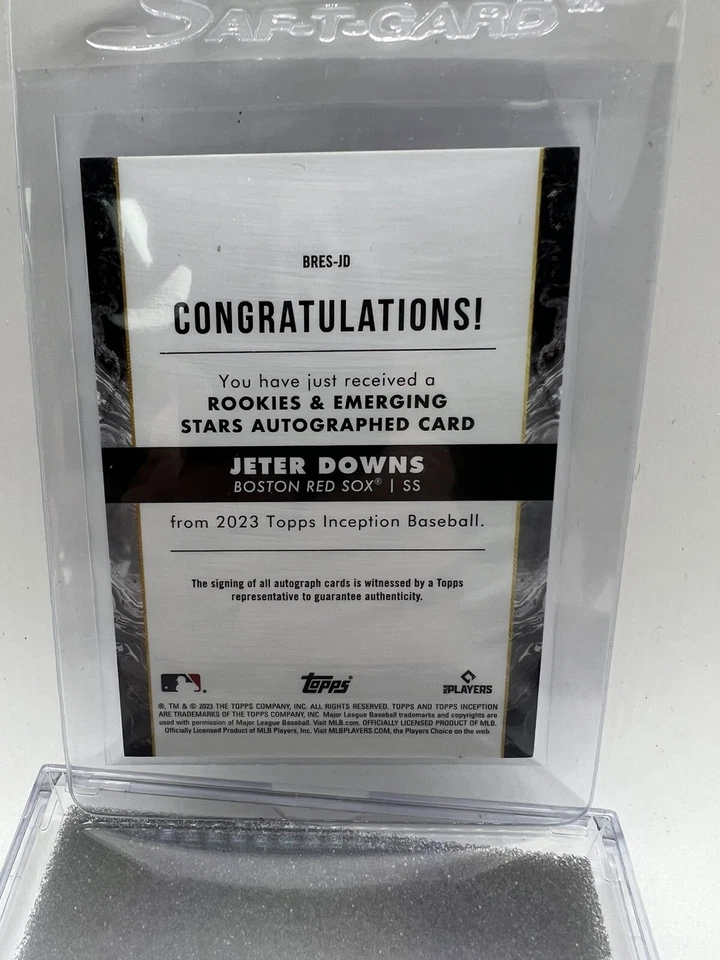 SAF-T-GARD™
BRES-JD
CONGRATULATIONS!
You have just received a
ROOKIES & EMERGING
STARS AUTOGRAPHED CARD
JETER DOWNS
BOSTON RED SOX® | SS
from 2023 Topps Inception Baseball.
The signing of all autograph cards is witnessed by a Topps
representative to guarantee authenticity.
topps®
MLB PLAYERS
®, TM & © 2023 THE TOPPS COMPANY, INC. ALL RIGHTS RESERVED. TOPPS AND TOPPS INCEPTION
ARE TRADEMARKS OF THE TOPPS COMPANY, INC. Major League Baseball trademarks and copyrights are
used with permission of Major League Baseball. Visit MLB.com. OFFICIALLY LICENSED PRODUCT OF MLB.
Officially Licensed Product of MLB Players, Inc. Visit MLBPLAYERS.COM, the Players Choice on the web.